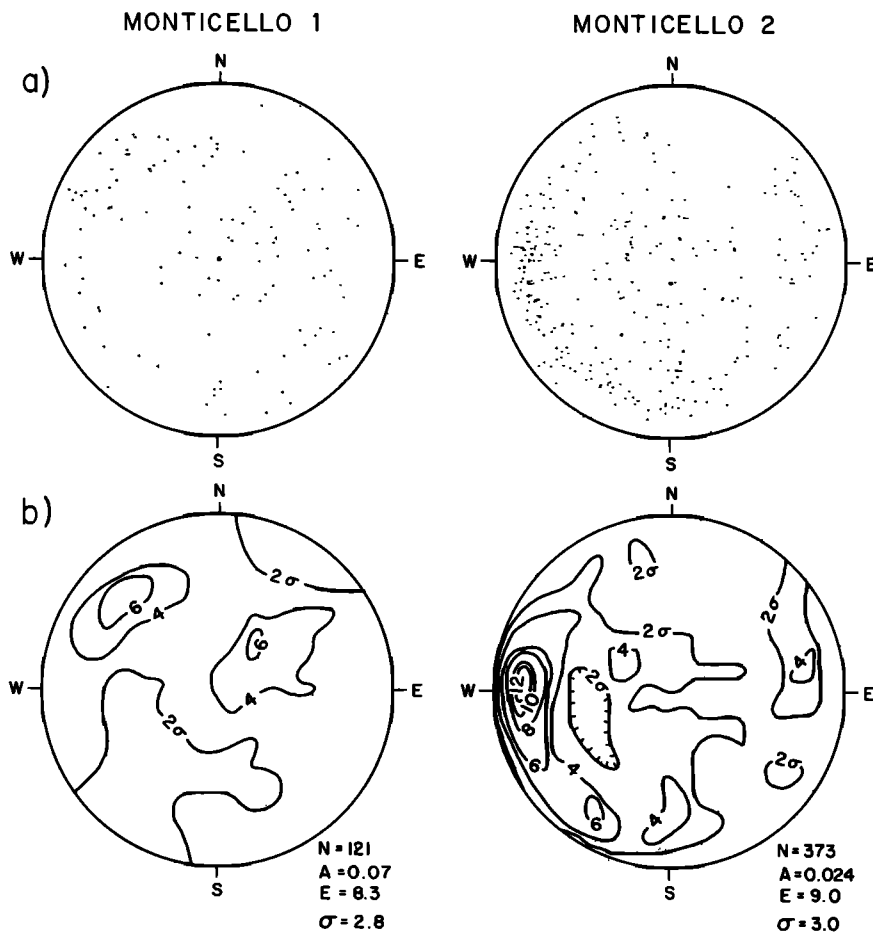 MONTICELLO 1
MONTICELLO 2
a)
N
N
W
E
W
E
S
S
b)
N
N
2σ
6
4
6
4
2σ
W
E
2σ
2σ
2σ
4
4
2σ
12
10
8
6
4
6
4
2σ
W
E
S
S
N=121
A=0.07
E=8.3
σ=2.8
N=373
A=0.024
E=9.0
σ=3.0